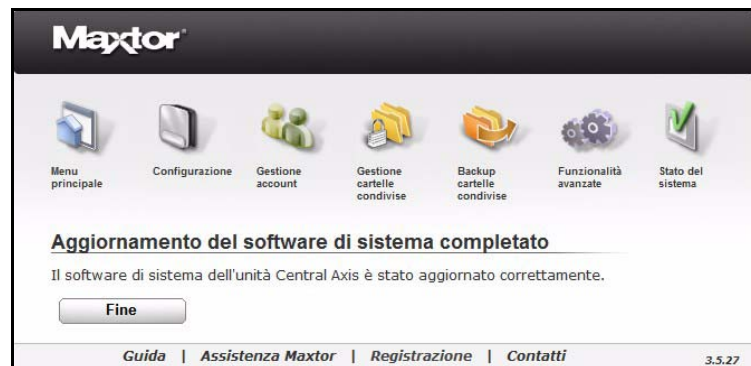 Maxtor
Menu principale
Configurazione
Gestione account
Gestione cartelle condivise
Backup cartelle condivise
Funzionalità avanzate
Stato del sistema
Aggiornamento del software di sistema completato
Il software di sistema dell'unità Central Axis è stato aggiornato correttamente.
Fine
Guida | Assistenza Maxtor | Registrazione | Contatti
3.5.27